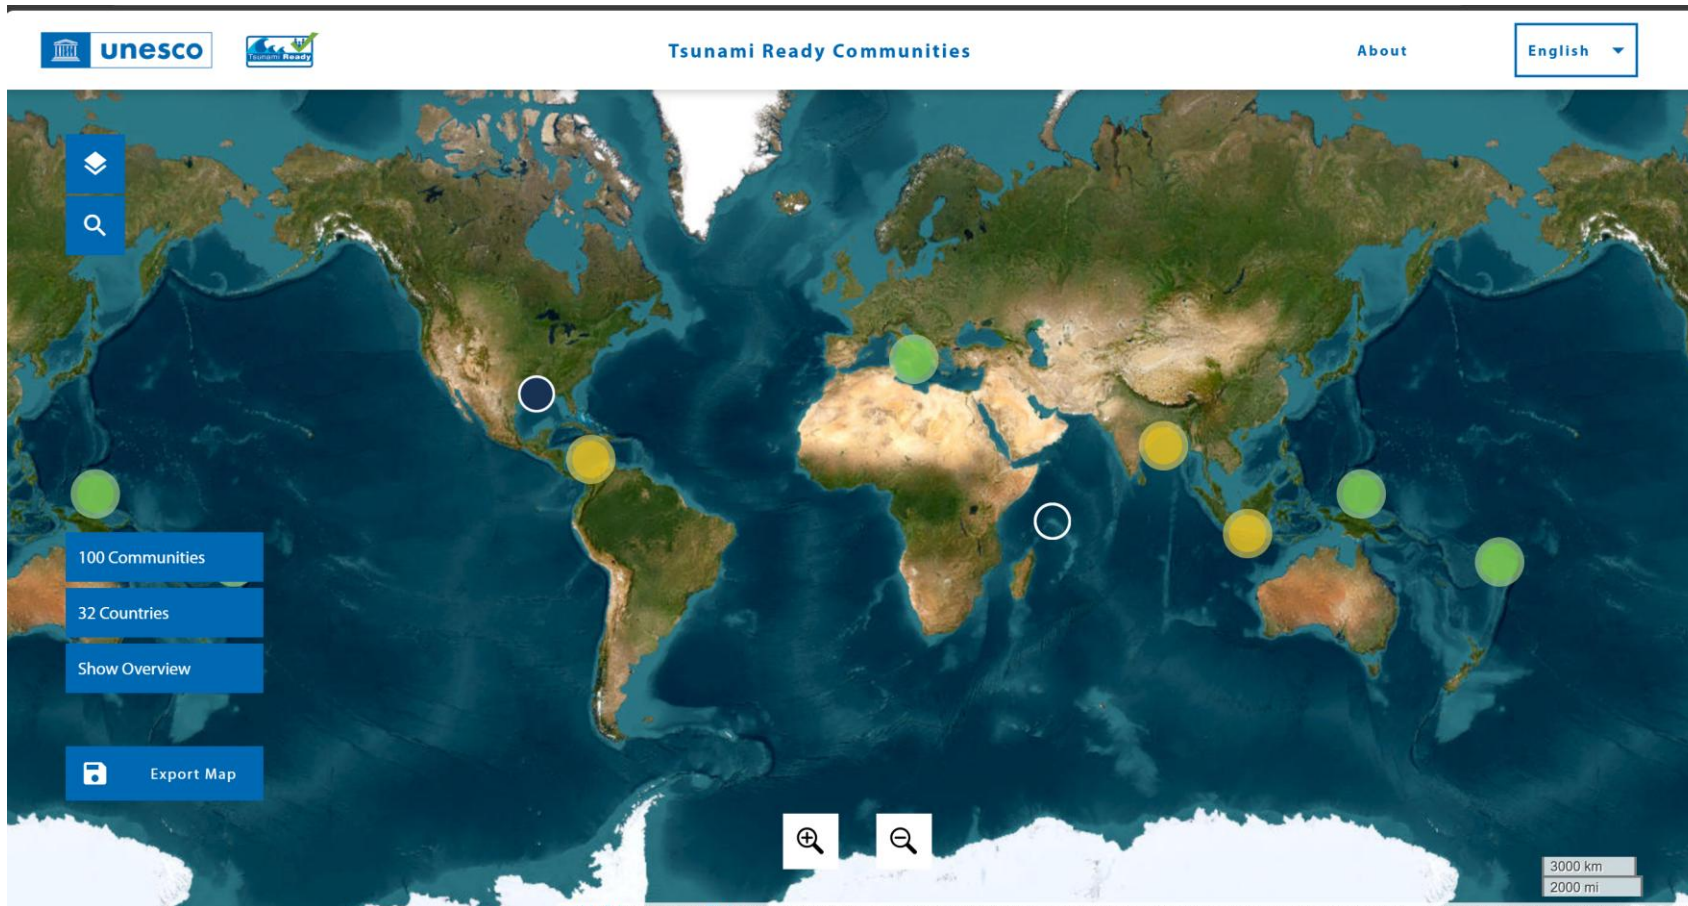 unesco
Tsunami Ready
Tsunami Ready Communities
About
English
100 Communities
32 Countries
Show Overview
Export Map
3000 km
2000 mi